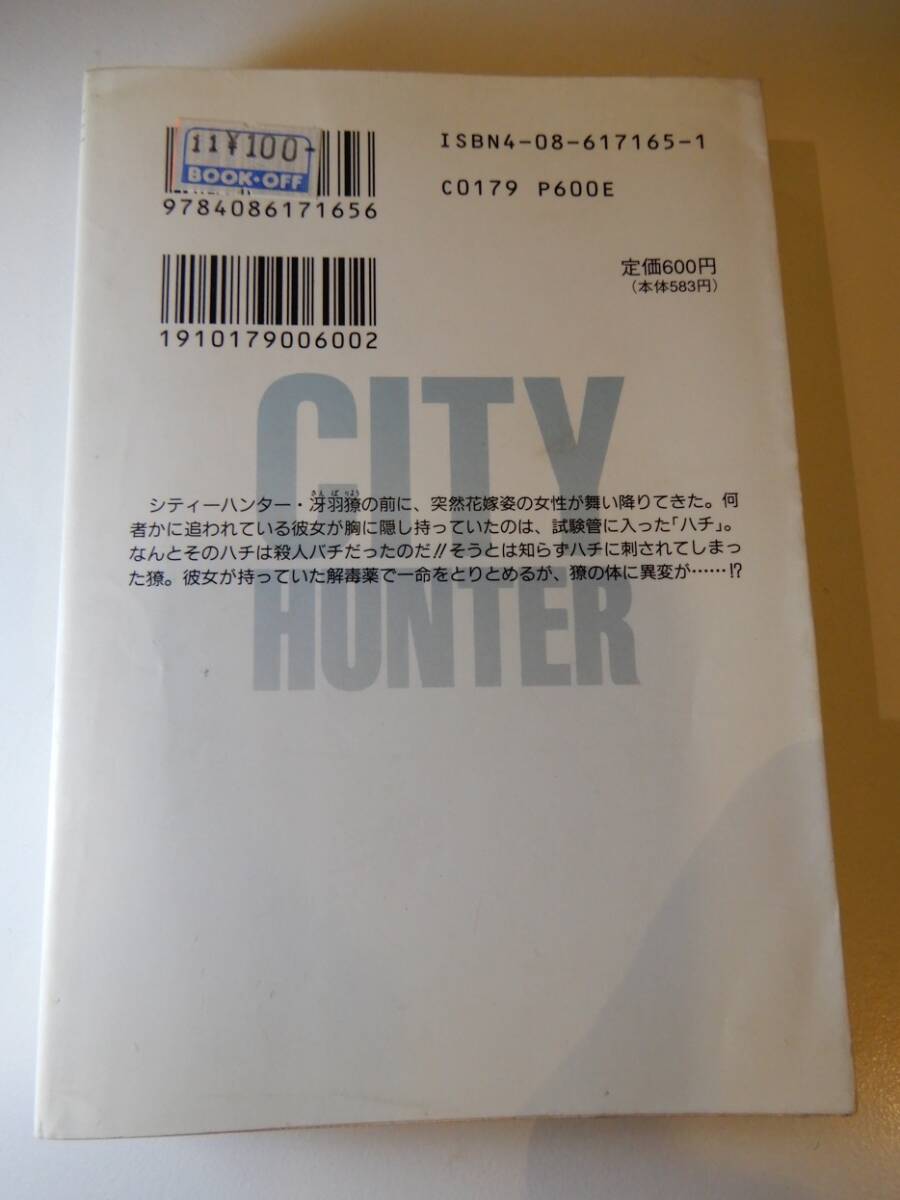 11¥100-
BOOK・OFF
9784086171656
ISBN4-08-617165-1
C0179 P600E
定価600円
(本体583円)
1910179006002
CITY
HUNTER
シティーハンター・冴羽獠の前に、突然花嫁姿の女性が舞い降りてきた。何
者かに追われている彼女が胸に隠し持っていたのは、試験管に入った「ハチ」。
なんとそのハチは殺人バチだったのだ!!そうとは知らずハチに刺されてしまっ
た獠。彼女が持っていた解毒薬で一命をとりとめるが、獠の体に異変が……!?